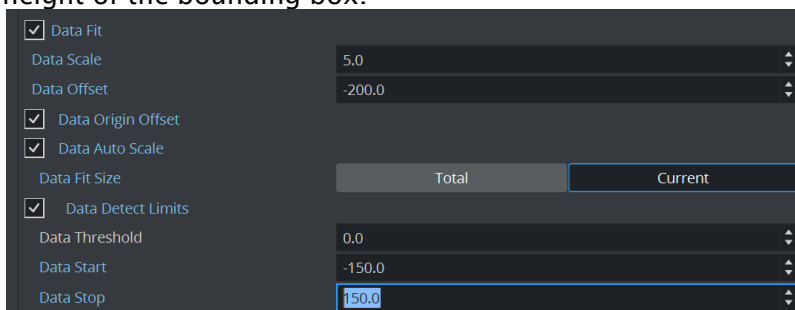 height of the bounding box.
Data Fit
Data Scale 5.0
Data Offset -200.0
Data Origin Offset
Data Auto Scale
Data Fit Size Total Current
Data Detect Limits
Data Threshold 0.0
Data Start -150.0
Data Stop 150.0